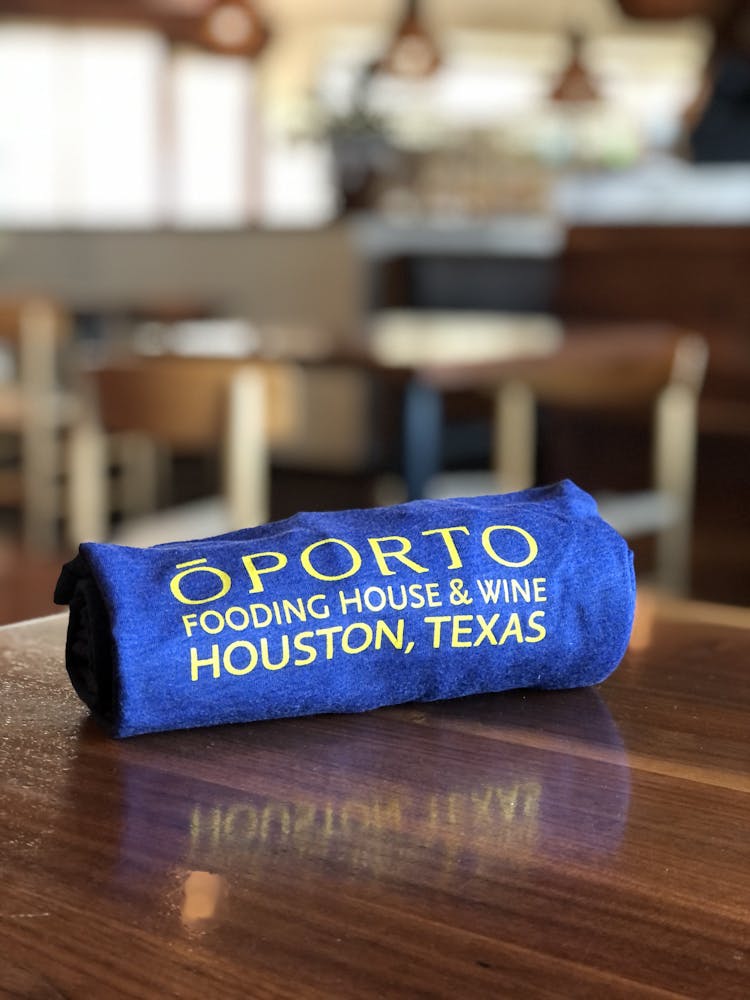 ŌPORTO
FOODING HOUSE & WINE
HOUSTON, TEXAS